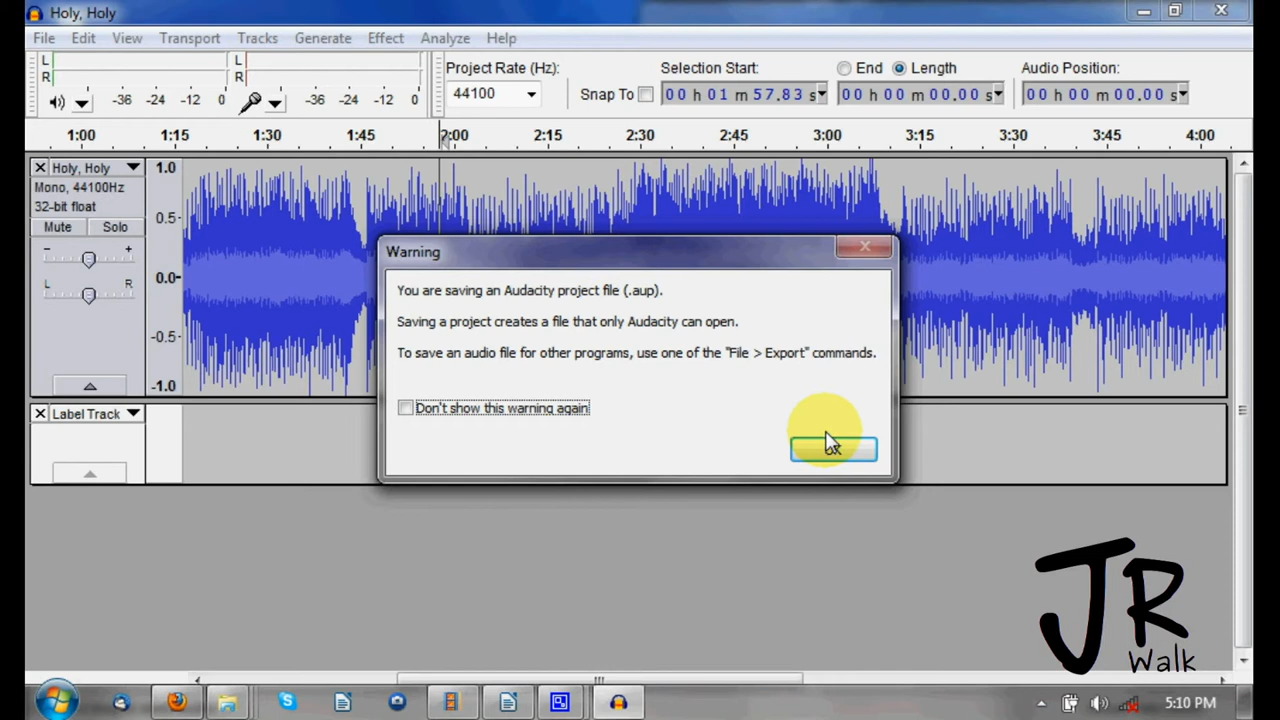 Holy, Holy
File Edit View Transport Tracks Generate Effect Analyze Help
L L
R R
-36 -24 -12 0 -36 -24 -12 0
Project Rate (Hz): Selection Start: End Length Audio Position:
44100 Snap To 00 h 01 m 57.83 s 00 h 00 m 00.00 s 00 h 00 m 00.00 s
1:00 1:15 1:30 1:45 2:00 2:15 2:30 2:45 3:00 3:15 3:30 3:45 4:00
Holy, Holy
Mono, 44100Hz
32-bit float
Mute Solo
- +
L R
1.0
0.5
0.0
-0.5
-1.0
Warning
You are saving an Audacity project file (.aup).
Saving a project creates a file that only Audacity can open.
To save an audio file for other programs, use one of the "File > Export" commands.
Don't show this warning again
OK
Label Track
JR
Walk
5:10 PM